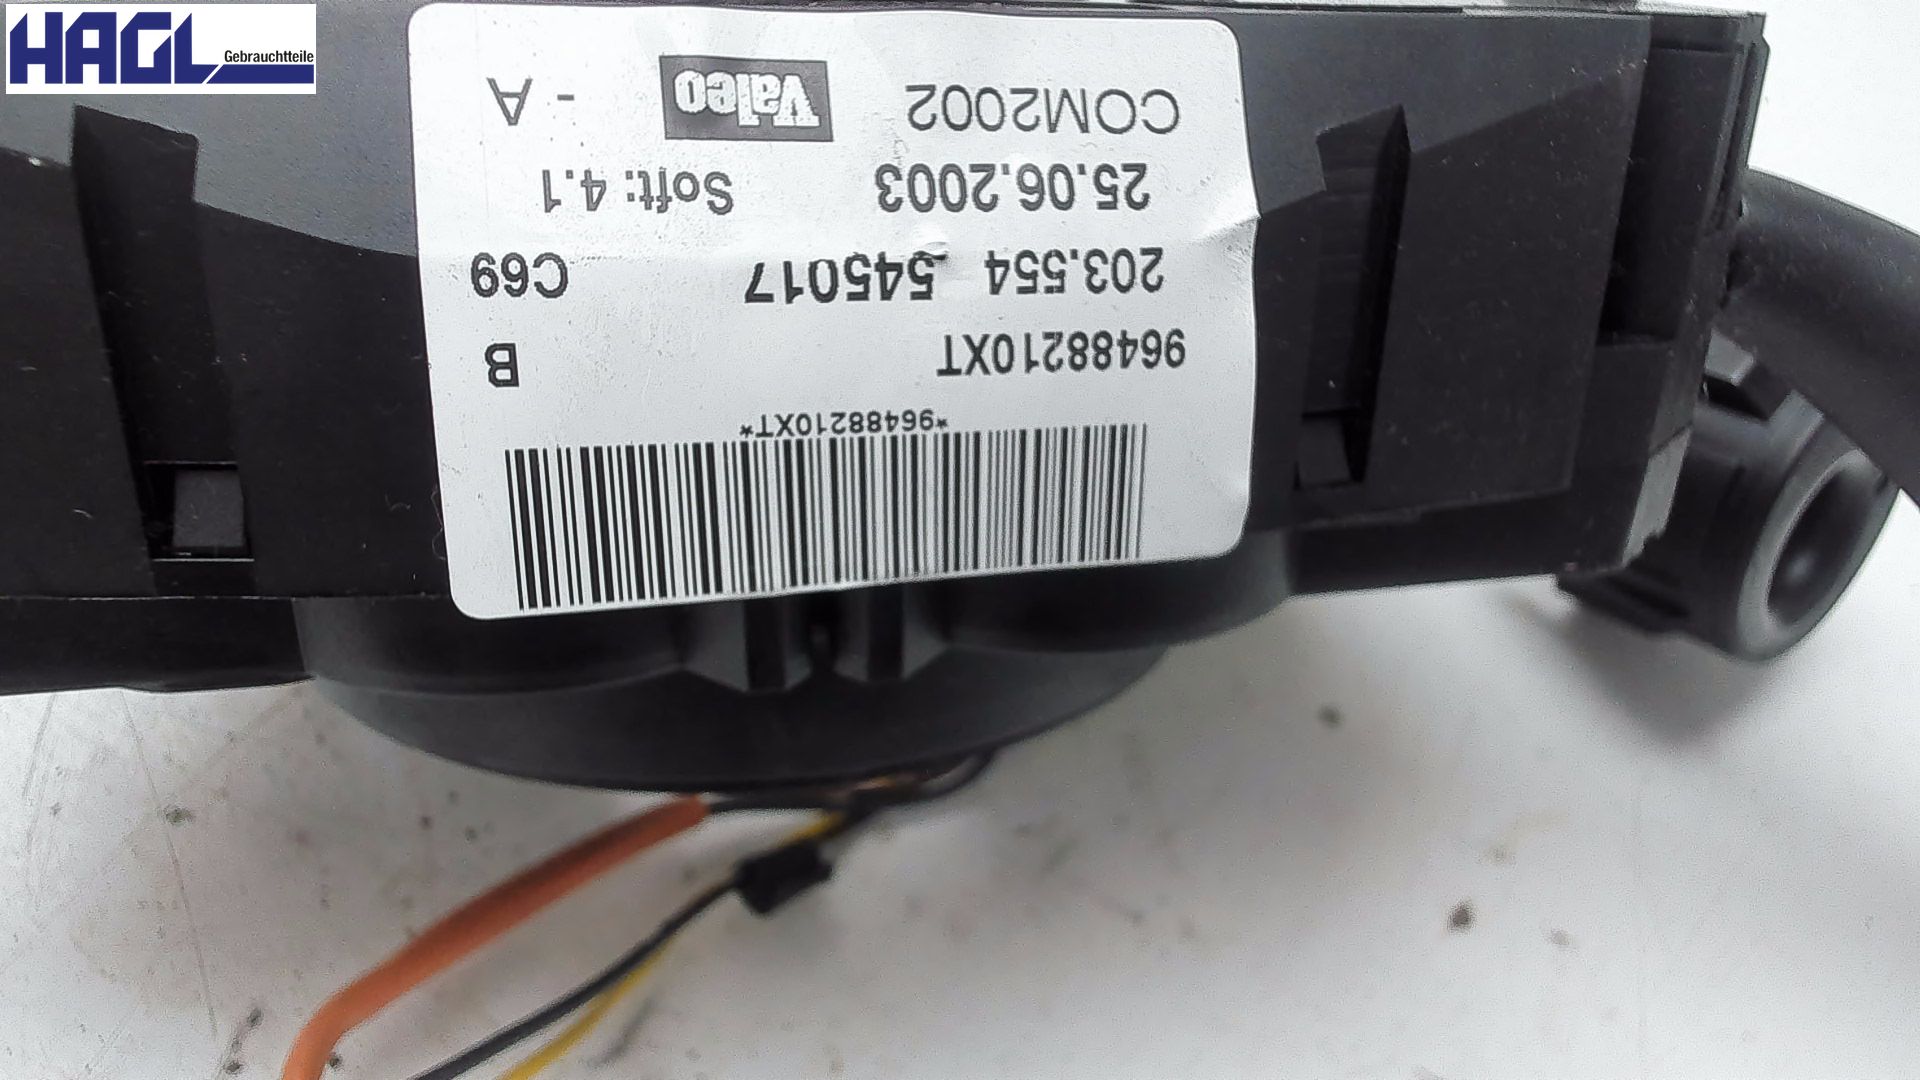 HAGL
Gebrauchtteile
*96488210XT*
96488210XT B
203.554 545017 C69
25.06.2003 Soft: 4.1
COM2002 Valeo - A